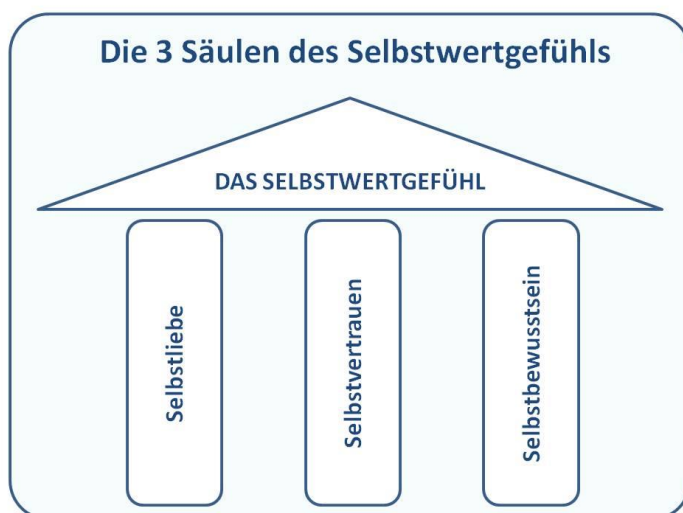 Die 3 Säulen des Selbstwertgefühls
DAS SELBSTWERTGEFÜHL
Selbstliebe
Selbstvertrauen
Selbstbewusstsein